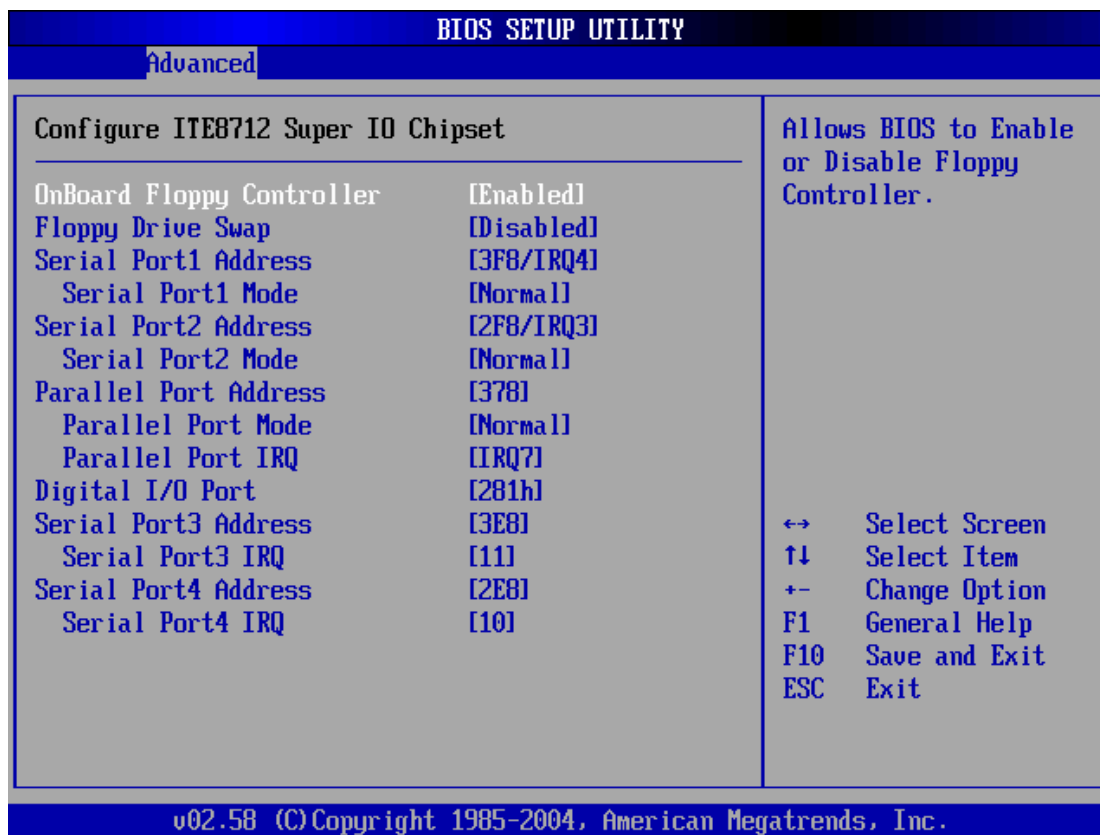 BIOS SETUP UTILITY
Advanced
Configure ITE8712 Super IO Chipset
OnBoard Floppy Controller [Enabled]
Floppy Drive Swap [Disabled]
Serial Port1 Address [3F8/IRQ4]
Serial Port1 Mode [Normal]
Serial Port2 Address [2F8/IRQ3]
Serial Port2 Mode [Normal]
Parallel Port Address [378]
Parallel Port Mode [Normal]
Parallel Port IRQ [IRQ7]
Digital I/O Port [281h]
Serial Port3 Address [3E8]
Serial Port3 IRQ [11]
Serial Port4 Address [2E8]
Serial Port4 IRQ [10]
Allows BIOS to Enable
or Disable Floppy
Controller.
↔ Select Screen
↑↓ Select Item
+- Change Option
F1 General Help
F10 Save and Exit
ESC Exit
v02.58 (C)Copyright 1985-2004, American Megatrends, Inc.